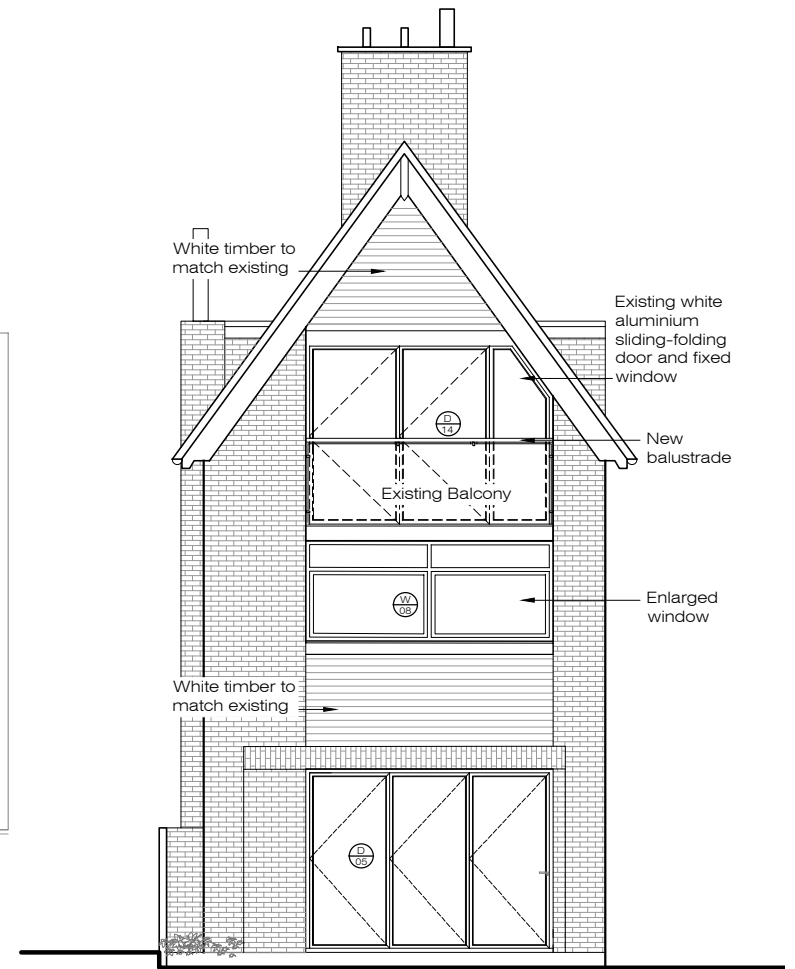 White timber to
match existing
Existing white
aluminium
sliding-folding
door and fixed
window
D
14
New
balustrade
Existing Balcony
W
08
Enlarged
window
White timber to
match existing
D
05